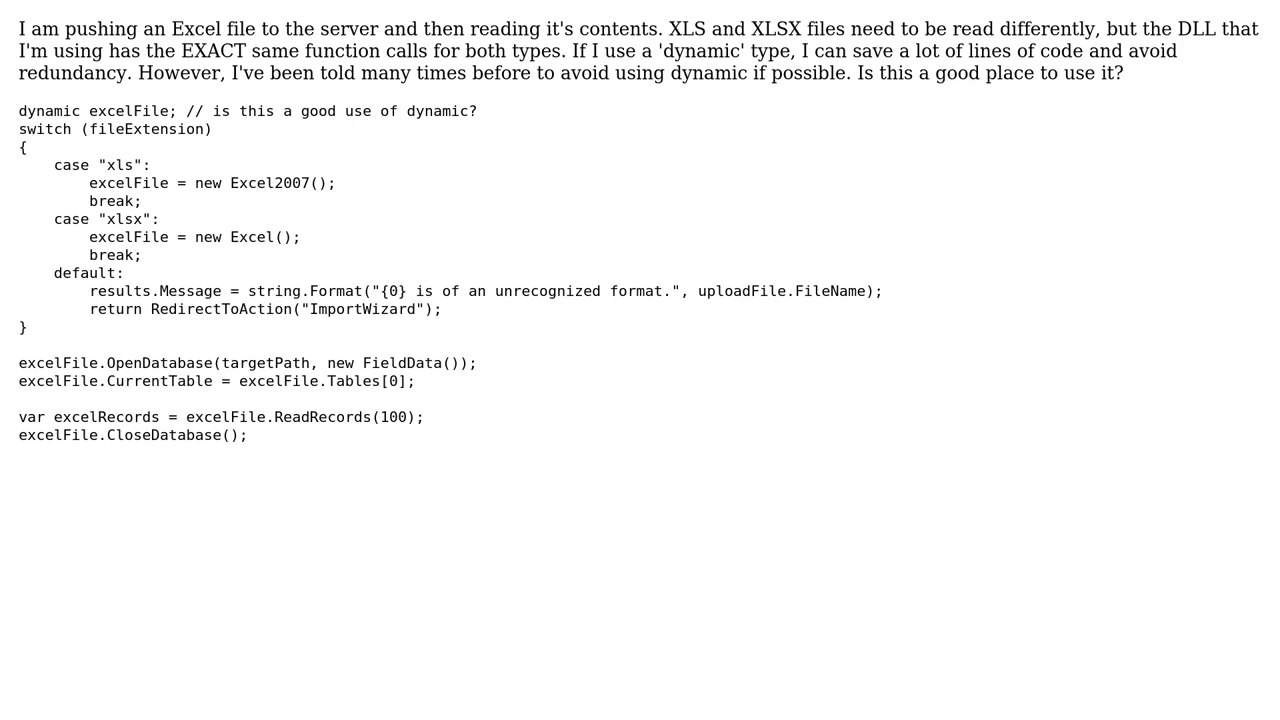 I am pushing an Excel file to the server and then reading it's contents. XLS and XLSX files need to be read differently, but the DLL that
I'm using has the EXACT same function calls for both types. If I use a 'dynamic' type, I can save a lot of lines of code and avoid
redundancy. However, I've been told many times before to avoid using dynamic if possible. Is this a good place to use it?
dynamic excelFile; // is this a good use of dynamic?
switch (fileExtension)
{
    case "xls":
        excelFile = new Excel2007();
        break;
    case "xlsx":
        excelFile = new Excel();
        break;
    default:
        results.Message = string.Format("{0} is of an unrecognized format.", uploadFile.FileName);
        return RedirectToAction("ImportWizard");
}
excelFile.OpenDatabase(targetPath, new FieldData());
excelFile.CurrentTable = excelFile.Tables[0];
var excelRecords = excelFile.ReadRecords(100);
excelFile.CloseDatabase();